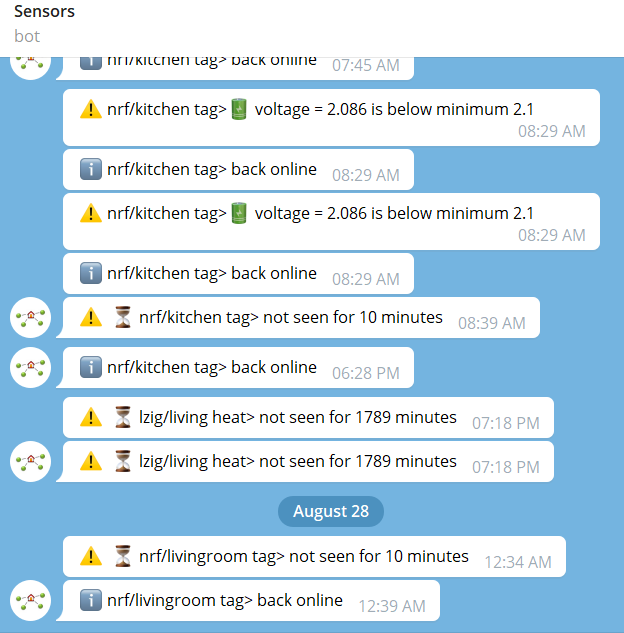 Sensors
bot
nrf/kitchen tag> back online 07:45 AM
nrf/kitchen tag> voltage = 2.086 is below minimum 2.1
08:29 AM
nrf/kitchen tag> back online 08:29 AM
nrf/kitchen tag> voltage = 2.086 is below minimum 2.1
08:29 AM
nrf/kitchen tag> back online 08:29 AM
nrf/kitchen tag> not seen for 10 minutes 08:39 AM
nrf/kitchen tag> back online 06:28 PM
lzig/living heat> not seen for 1789 minutes 07:18 PM
lzig/living heat> not seen for 1789 minutes 07:18 PM
August 28
nrf/livingroom tag> not seen for 10 minutes 12:34 AM
nrf/livingroom tag> back online 12:39 AM